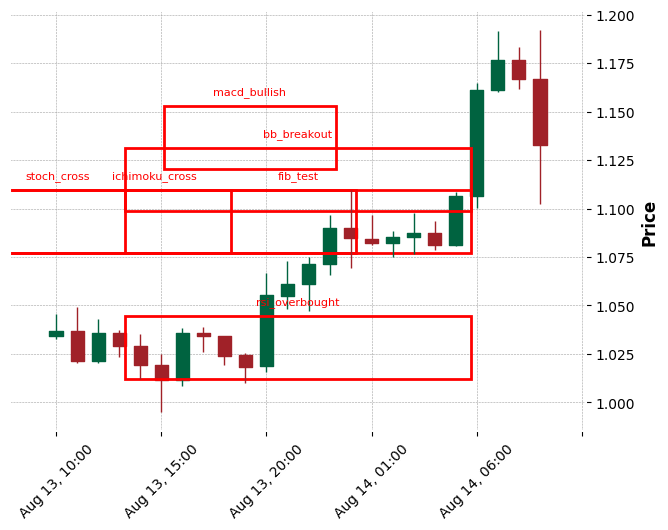 1.200
1.175
macd_bullish
1.150
bb_breakout
1.125
stoch_cross ichimoku_cross fib_test
1.100
Price
1.075
rsi_overbought
1.050
1.025
1.000
Aug 13, 10:00
Aug 13, 15:00
Aug 13, 20:00
Aug 14, 01:00
Aug 14, 06:00